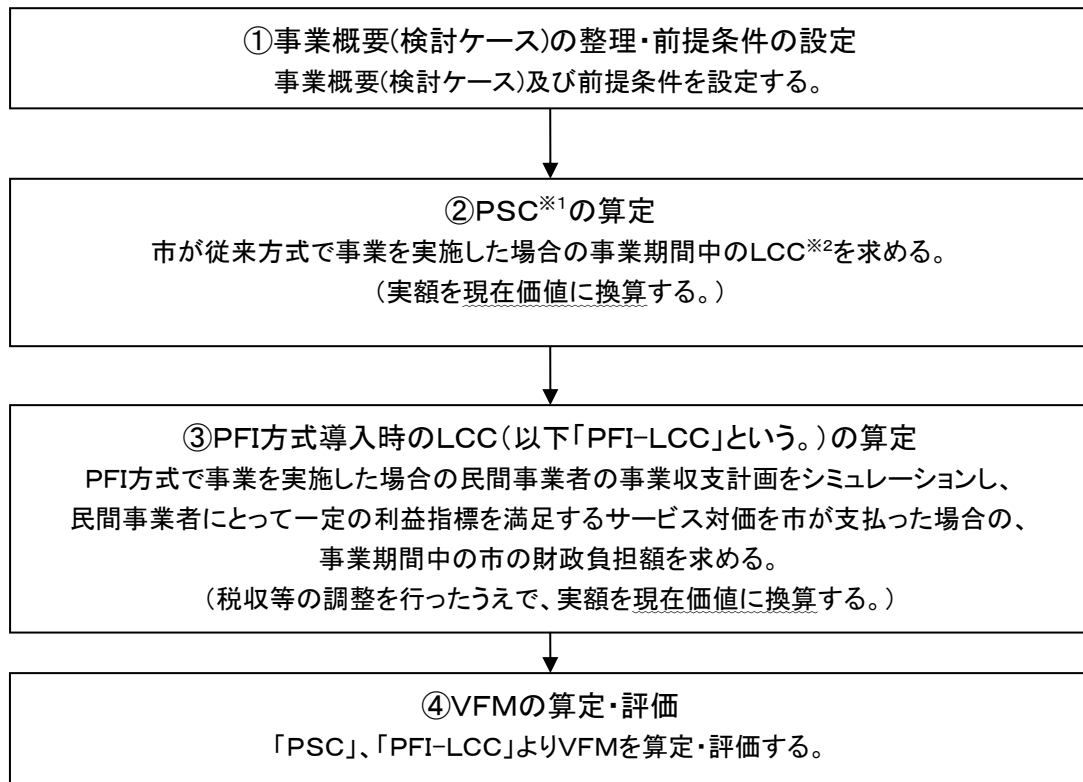 ①事業概要(検討ケース)の整理・前提条件の設定
事業概要(検討ケース)及び前提条件を設定する。
②PSC※1の算定
市が従来方式で事業を実施した場合の事業期間中のLCC※2を求める。
(実額を現在価値に換算する。)
③PFI方式導入時のLCC(以下「PFI-LCC」という。)の算定
PFI方式で事業を実施した場合の民間事業者の事業収支計画をシミュレーションし、
民間事業者にとって一定の利益指標を満足するサービス対価を市が支払った場合の、
事業期間中の市の財政負担額を求める。
(税収等の調整を行ったうえで、実額を現在価値に換算する。)
④VFMの算定・評価
「PSC」、「PFI-LCC」よりVFMを算定・評価する。